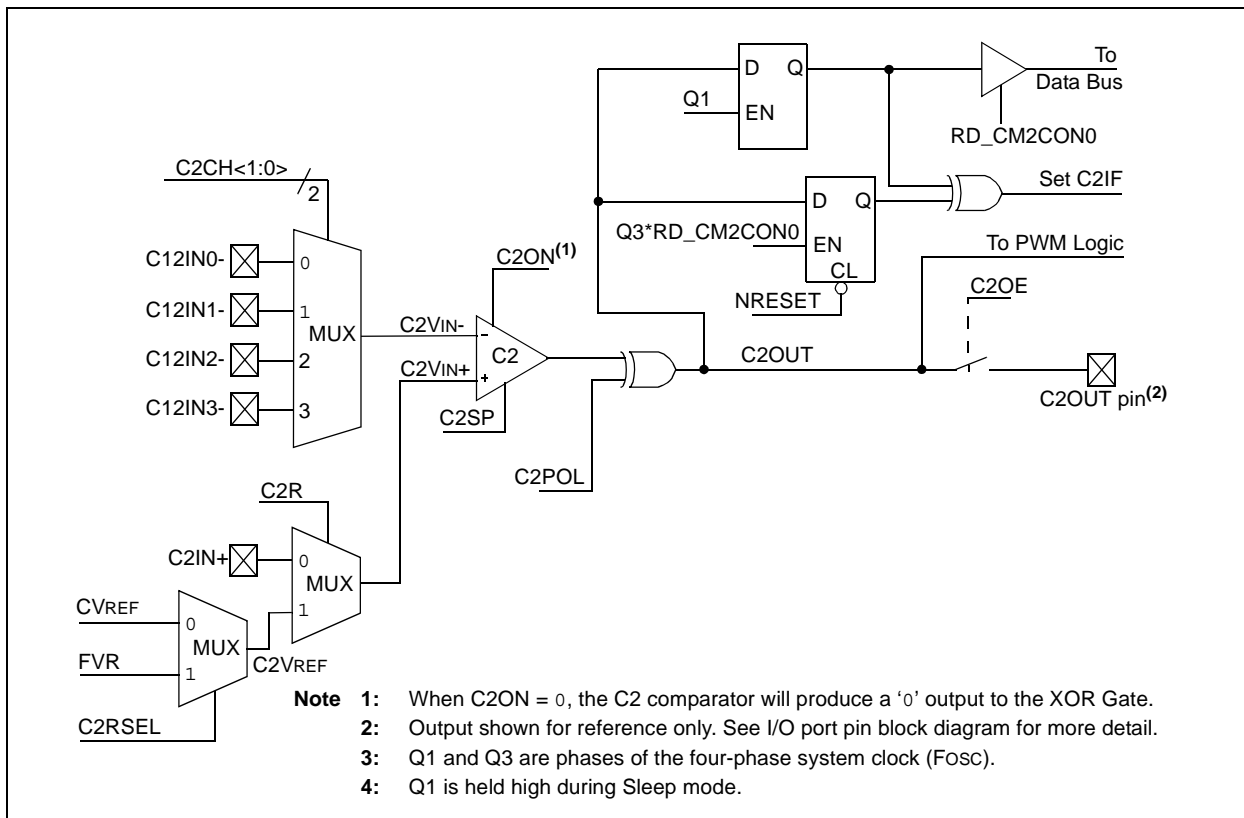 D Q
To
Data Bus
Q1
EN
RD_CM2CON0
C2CH<1:0>
2
D Q
Set C2IF
Q3*RD_CM2CON0
EN
CL
To PWM Logic
C12IN0-
0
C2ON(1)
NRESET
C2OE
C12IN1-
1
MUX
C2VIN-
-
C2
C2OUT
C12IN2-
2
C2VIN+
+
C2OUT pin(2)
C12IN3-
3
C2SP
C2POL
C2R
C2IN+
0
MUX
1
CVREF
0
MUX
FVR
1
C2VREF
C2RSEL
Note 1: When C2ON = 0, the C2 comparator will produce a ‘0’ output to the XOR Gate.
2: Output shown for reference only. See I/O port pin block diagram for more detail.
3: Q1 and Q3 are phases of the four-phase system clock (FOSC).
4: Q1 is held high during Sleep mode.